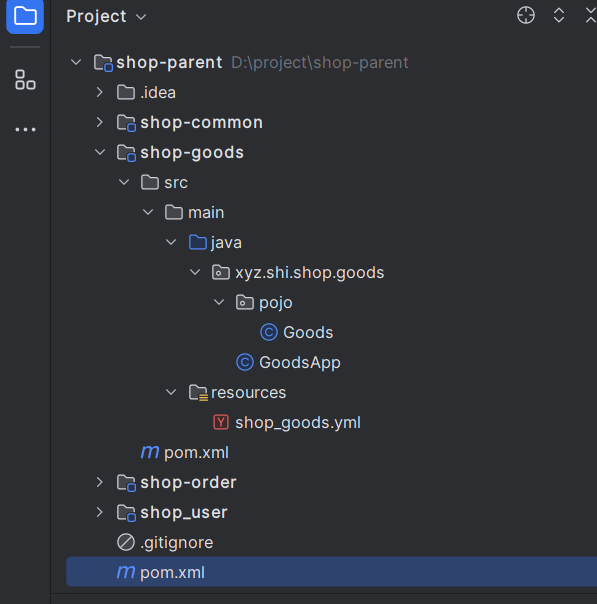 Project
shop-parent D:\project\shop-parent
.idea
shop-common
shop-goods
src
main
java
xyz.shi.shop.goods
pojo
C Goods
C GoodsApp
resources
Y shop_goods.yml
m pom.xml
shop-order
shop_user
.gitignore
m pom.xml